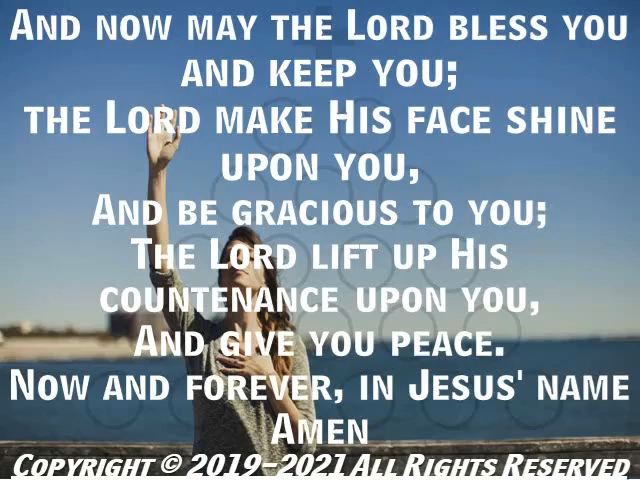 And now may the Lord bless you
and keep you;
the Lord make His face shine
upon you,
And be gracious to you;
The Lord lift up His
countenance upon you,
And give you peace.
Now and forever, in Jesus' name
Amen
Copyright © 2019-2021 All Rights Reserved